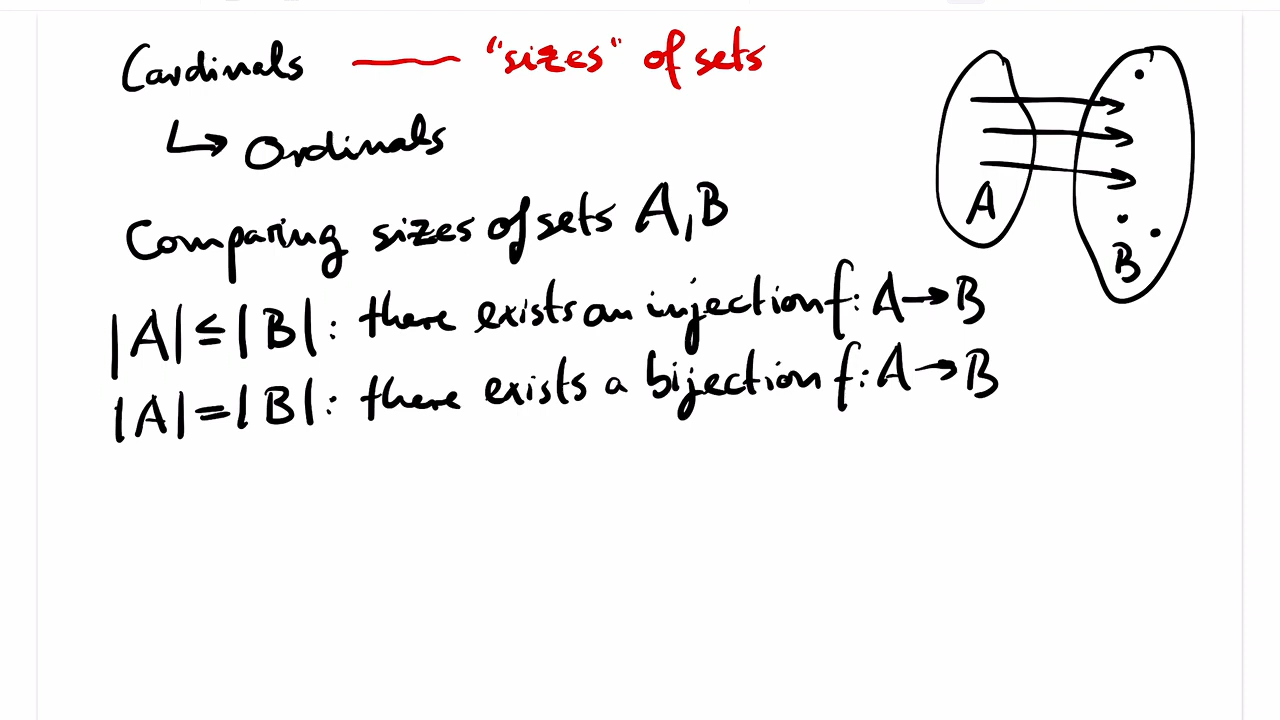 Cardinals — "sizes" of sets
↳ Ordinals
Comparing sizes of sets A, B
|A| ≤ |B| : there exists an injection f: A → B
|A| = |B| : there exists a bijection f: A → B
A
B